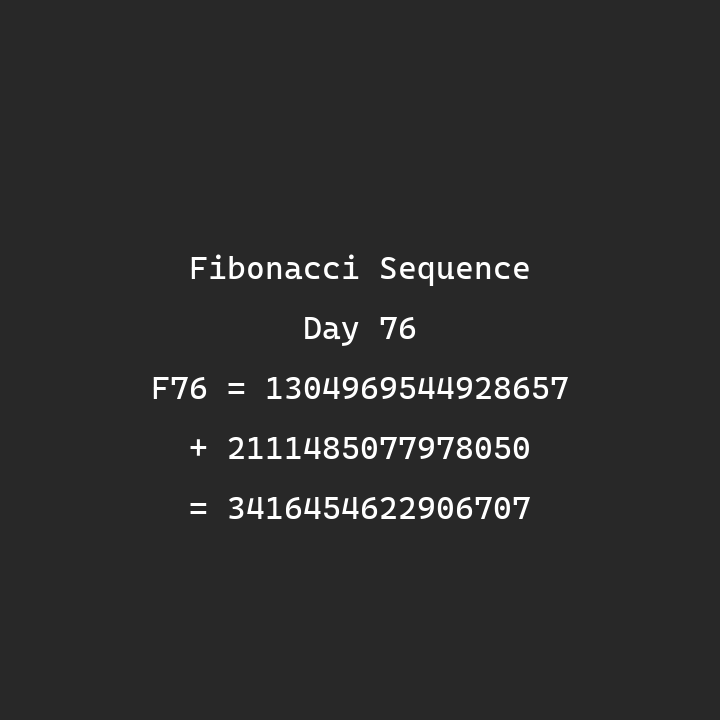 Fibonacci Sequence
Day 76
F76 = 1304969544928657
+ 2111485077978050
= 3416454622906707